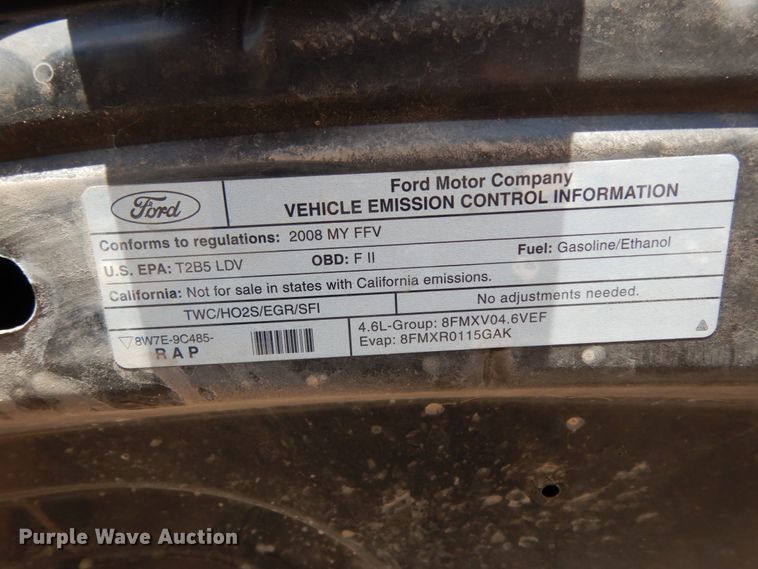 Ford
Ford Motor Company
VEHICLE EMISSION CONTROL INFORMATION
Conforms to regulations: 2008 MY FFV
U.S. EPA: T2B5 LDV OBD: F II Fuel: Gasoline/Ethanol
California: Not for sale in states with California emissions.
TWC/HO2S/EGR/SFI No adjustments needed.
8W7E-9C485-
RAP
4.6L-Group: 8FMXV04.6VEF
Evap: 8FMXR0115GAK
Purple Wave Auction